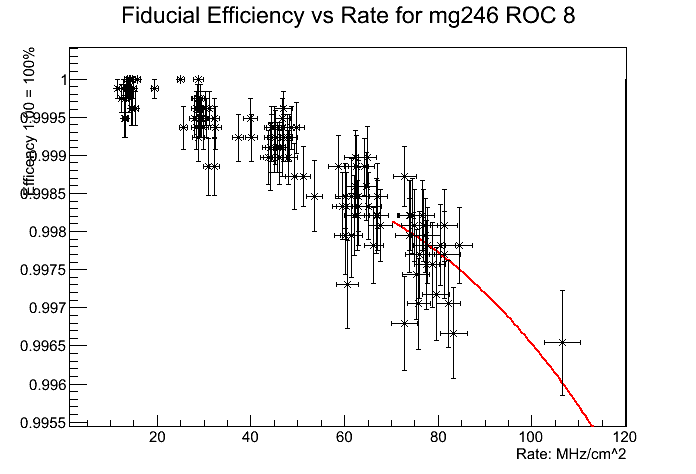 Fiducial Efficiency vs Rate for mg246 ROC 8
Efficency 1.00 = 100%
1
0.9995
0.999
0.9985
0.998
0.9975
0.997
0.9965
0.996
0.9955
20 40 60 80 100 120
Rate: MHz/cm^2